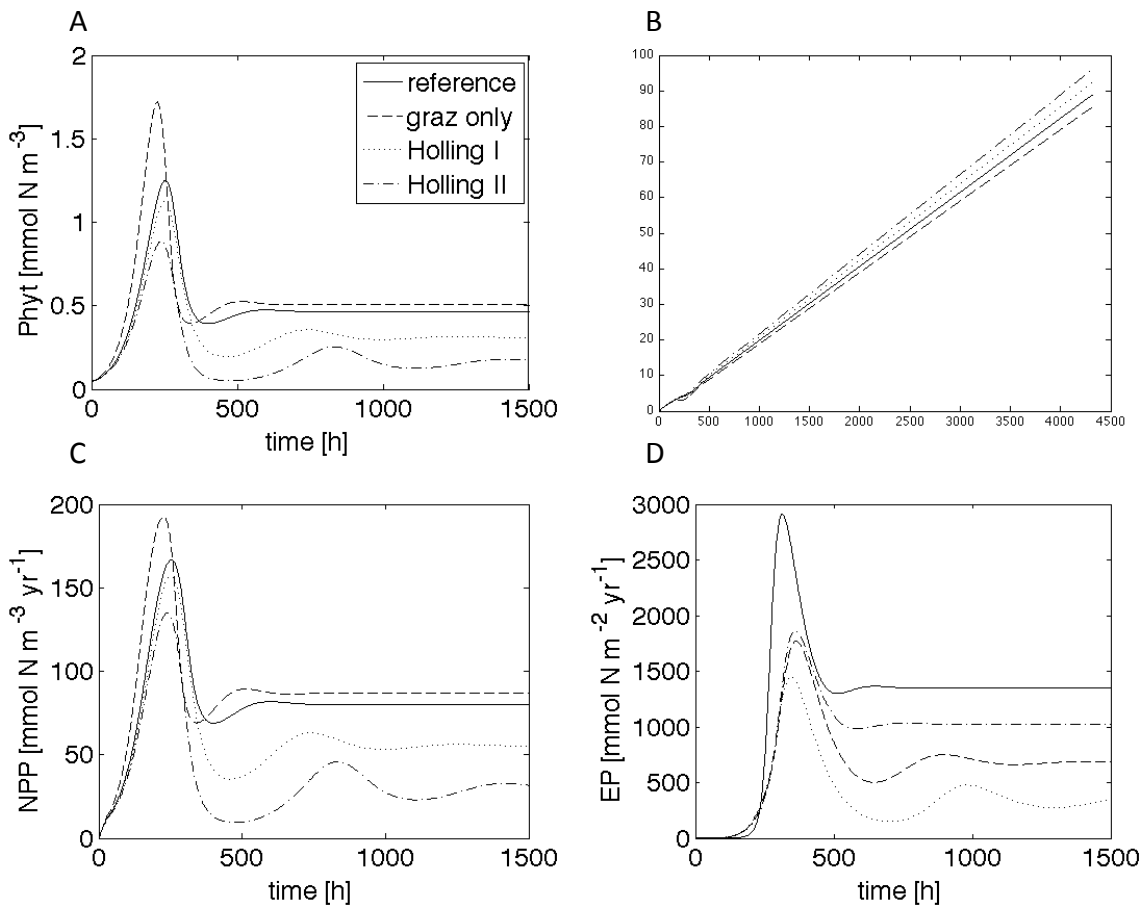 A
B
2
1.5
1
0.5
0
Phyt [mmol N m-3]
reference
graz only
Holling I
Holling II
0 500 1000 1500
time [h]
100
90
80
70
60
50
40
30
20
10
0
0 500 1000 1500 2000 2500 3000 3500 4000 4500
C
D
200
150
100
50
0
NPP [mmol N m-3 yr-1]
0 500 1000 1500
time [h]
3000
2500
2000
1500
1000
500
0
EP [mmol N m-2 yr-1]
0 500 1000 1500
time [h]